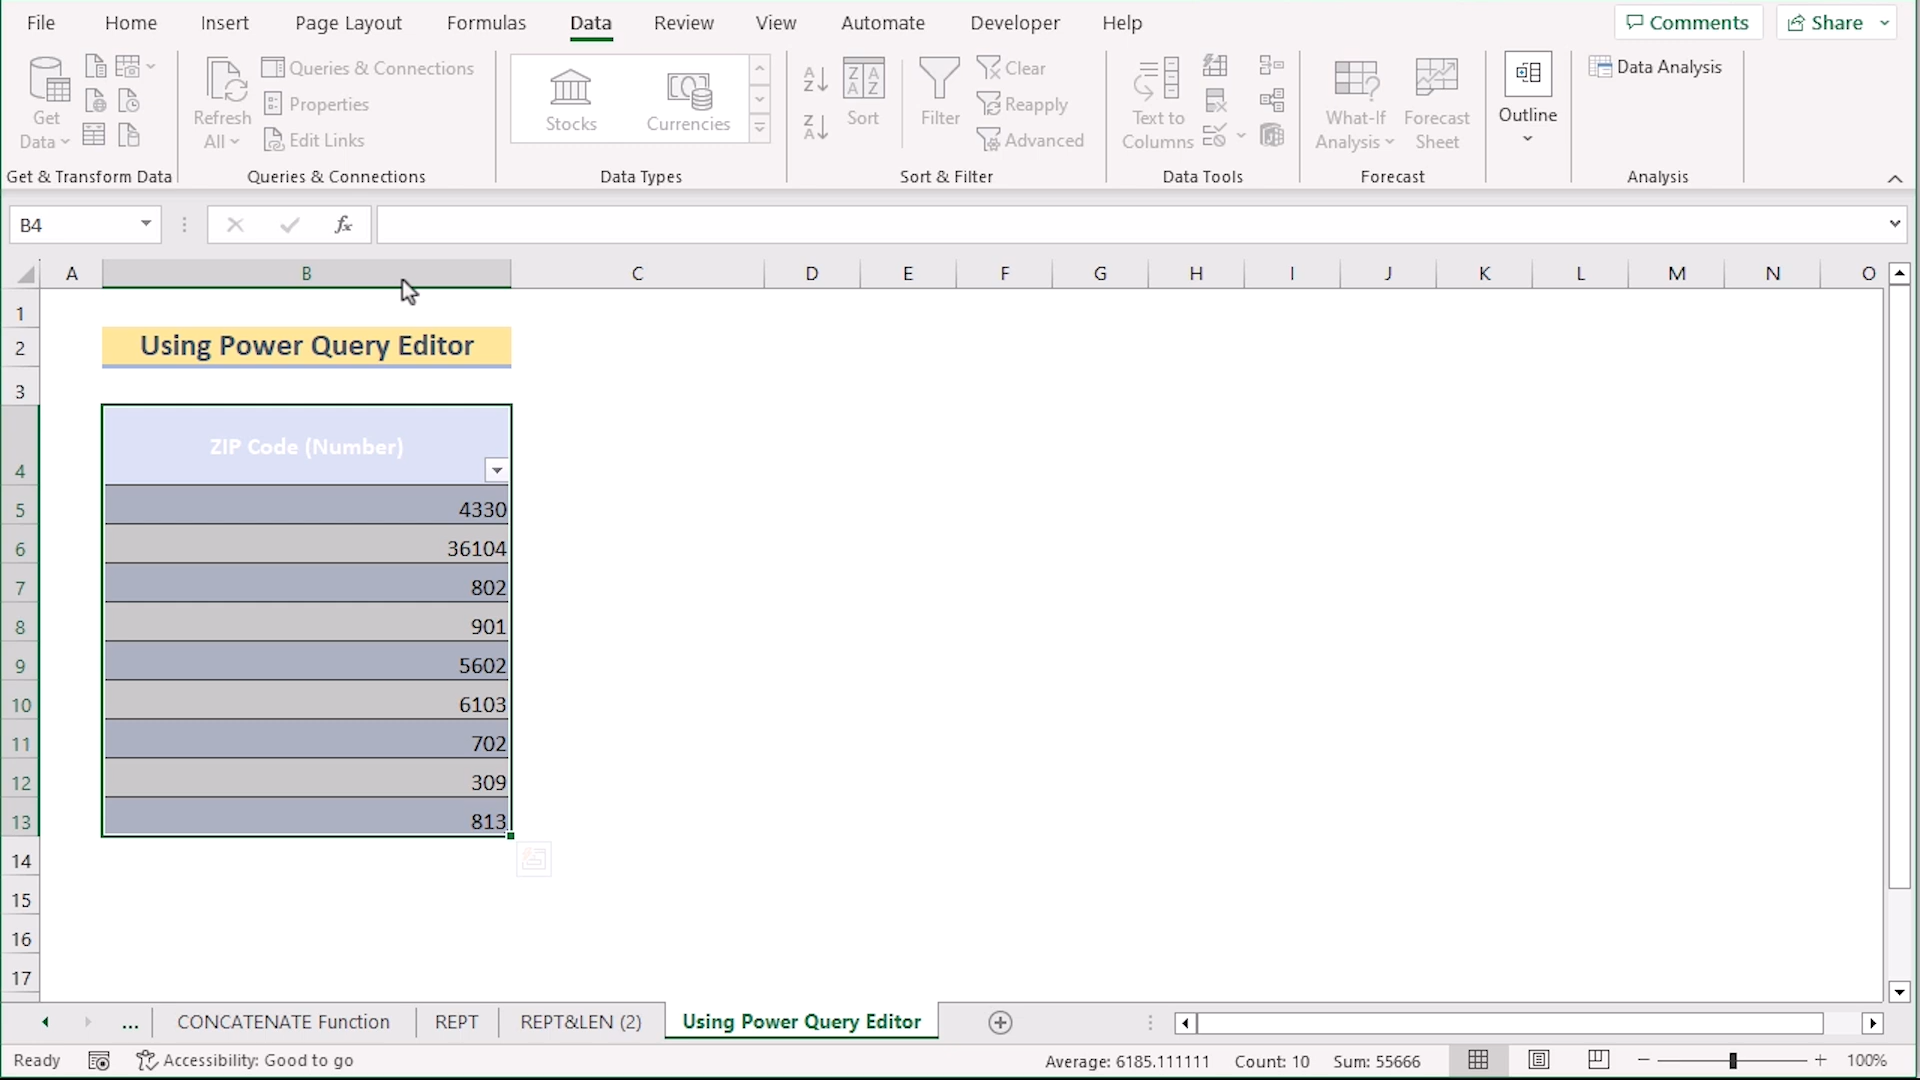 File Home Insert Page Layout Formulas Data Review View Automate Developer Help Comments Share
Get Data
Refresh All
Queries & Connections
Properties
Edit Links
Stocks
Currencies
Sort
Filter
Clear
Reapply
Advanced
Text to Columns
What-If Analysis
Forecast Sheet
Outline
Data Analysis
Get & Transform Data Queries & Connections Data Types Sort & Filter Data Tools Forecast Analysis
B4 fx
A B C D E F G H I J K L M N O
1
2 Using Power Query Editor
3
4 ZIP Code (Number)
5 4330
6 36104
7 802
8 901
9 5602
10 6103
11 702
12 309
13 813
14
15
16
17
... CONCATENATE Function REPT REPT&LEN (2) Using Power Query Editor
Ready Accessibility: Good to go Average: 6185.111111 Count: 10 Sum: 55666 100%